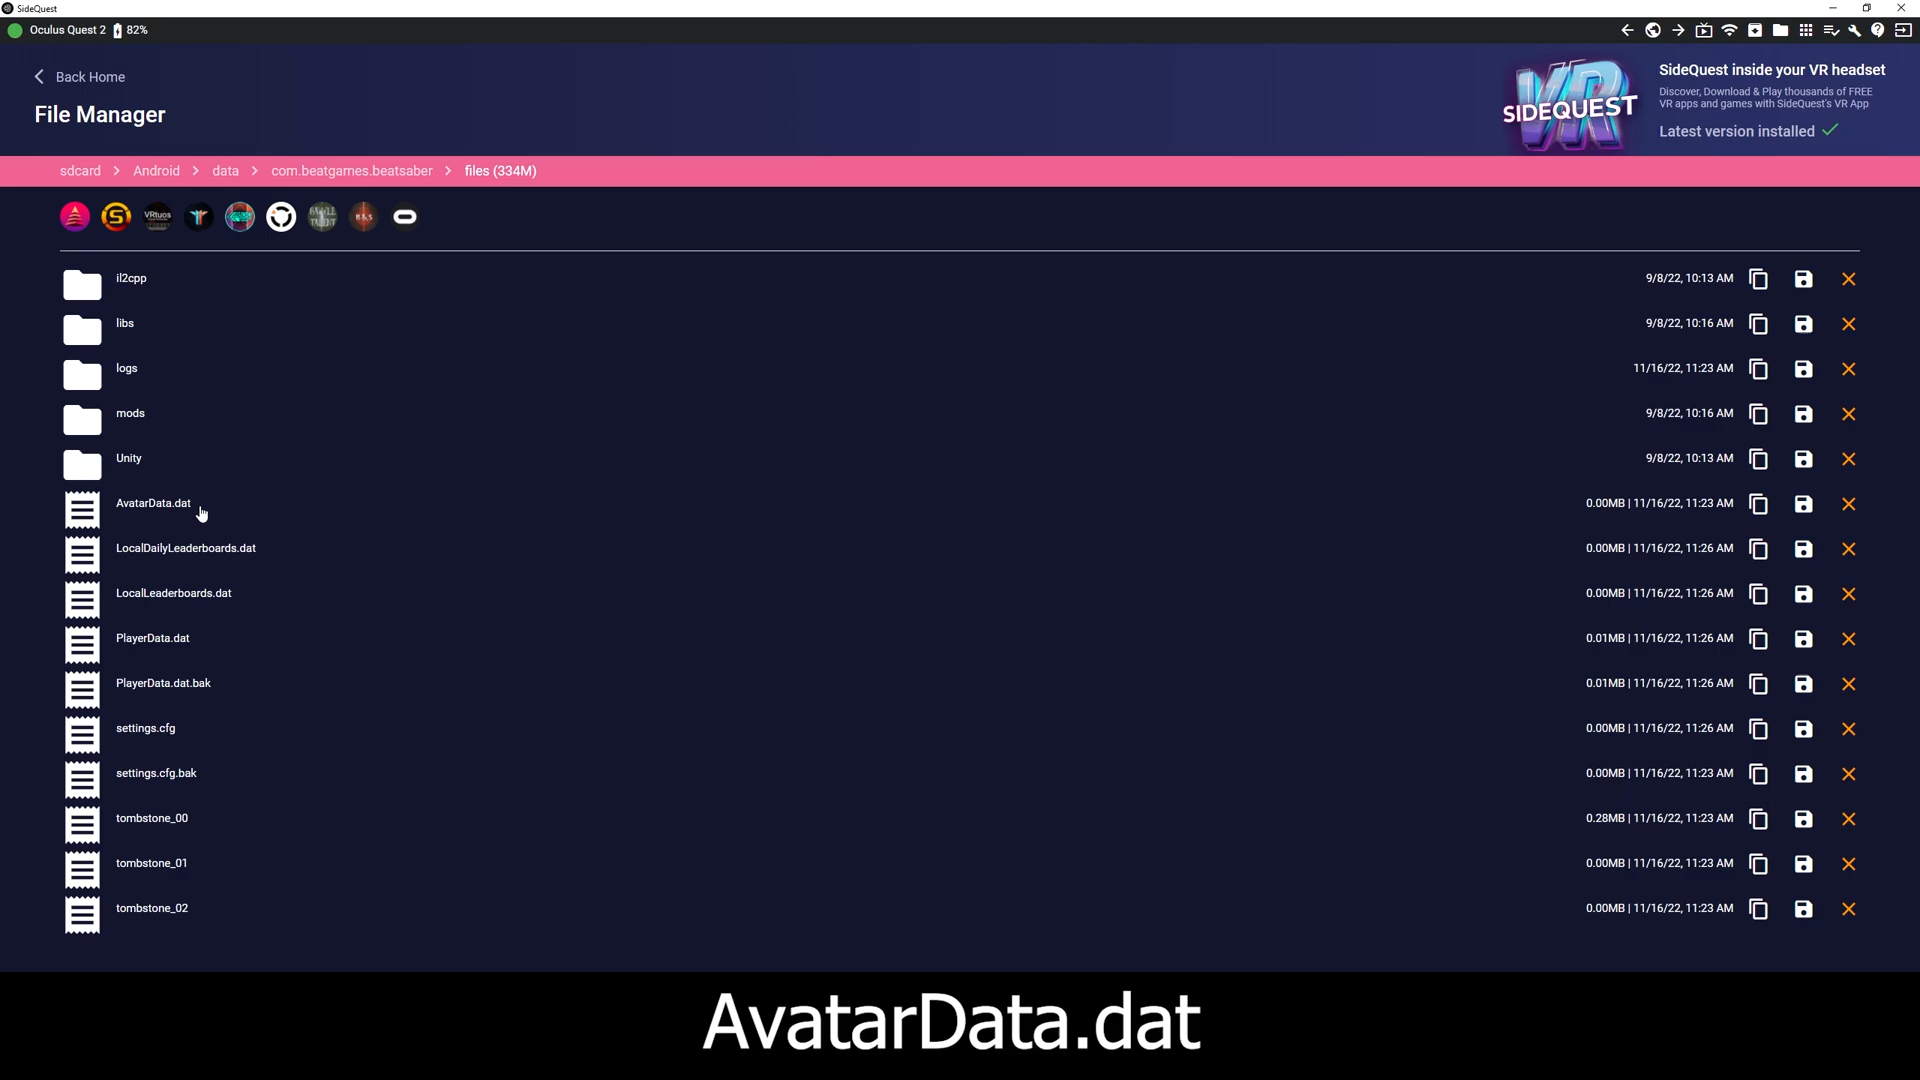 SideQuest
Oculus Quest 2 82%
Back Home
File Manager
VR
SIDEQUEST
SideQuest inside your VR headset
Discover, Download & Play thousands of FREE
VR apps and games with SideQuest's VR App
Latest version installed
sdcard > Android > data > com.beatgames.beatsaber > files (334M)
S VRtuos BATTLE TALENT B&S
il2cpp 9/8/22, 10:13 AM
libs 9/8/22, 10:16 AM
logs 11/16/22, 11:23 AM
mods 9/8/22, 10:16 AM
Unity 9/8/22, 10:13 AM
AvatarData.dat 0.00MB | 11/16/22, 11:23 AM
LocalDailyLeaderboards.dat 0.00MB | 11/16/22, 11:26 AM
LocalLeaderboards.dat 0.00MB | 11/16/22, 11:26 AM
PlayerData.dat 0.01MB | 11/16/22, 11:26 AM
PlayerData.dat.bak 0.01MB | 11/16/22, 11:26 AM
settings.cfg 0.00MB | 11/16/22, 11:26 AM
settings.cfg.bak 0.00MB | 11/16/22, 11:23 AM
tombstone_00 0.28MB | 11/16/22, 11:23 AM
tombstone_01 0.00MB | 11/16/22, 11:23 AM
tombstone_02 0.00MB | 11/16/22, 11:23 AM
AvatarData.dat